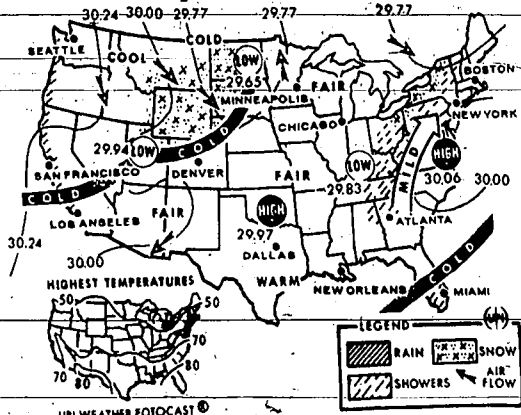 30.24 30.00 29.77 29.77 29.77
SEATTLE
COLD
COOL
LOW
29.65
MINNEAPOLIS
FAIR
BOSTON
NEW YORK
CHICAGO
29.94
LOW
COLD
DENVER
LOW
29.83
MILD
HIGH
30.06
30.00
SAN FRANCISCO
COLD
LOS ANGELES
FAIR
FAIR
HIGH
29.97
DALLAS
ATLANTA
30.24
30.00
WARM
NEW ORLEANS
COLD
MIAMI
HIGHEST TEMPERATURES
50
50
70
80
70
80
LEGEND
UPI
RAIN
SNOW
SHOWERS
AIR FLOW
UPI WEATHER FOTOCAST ®